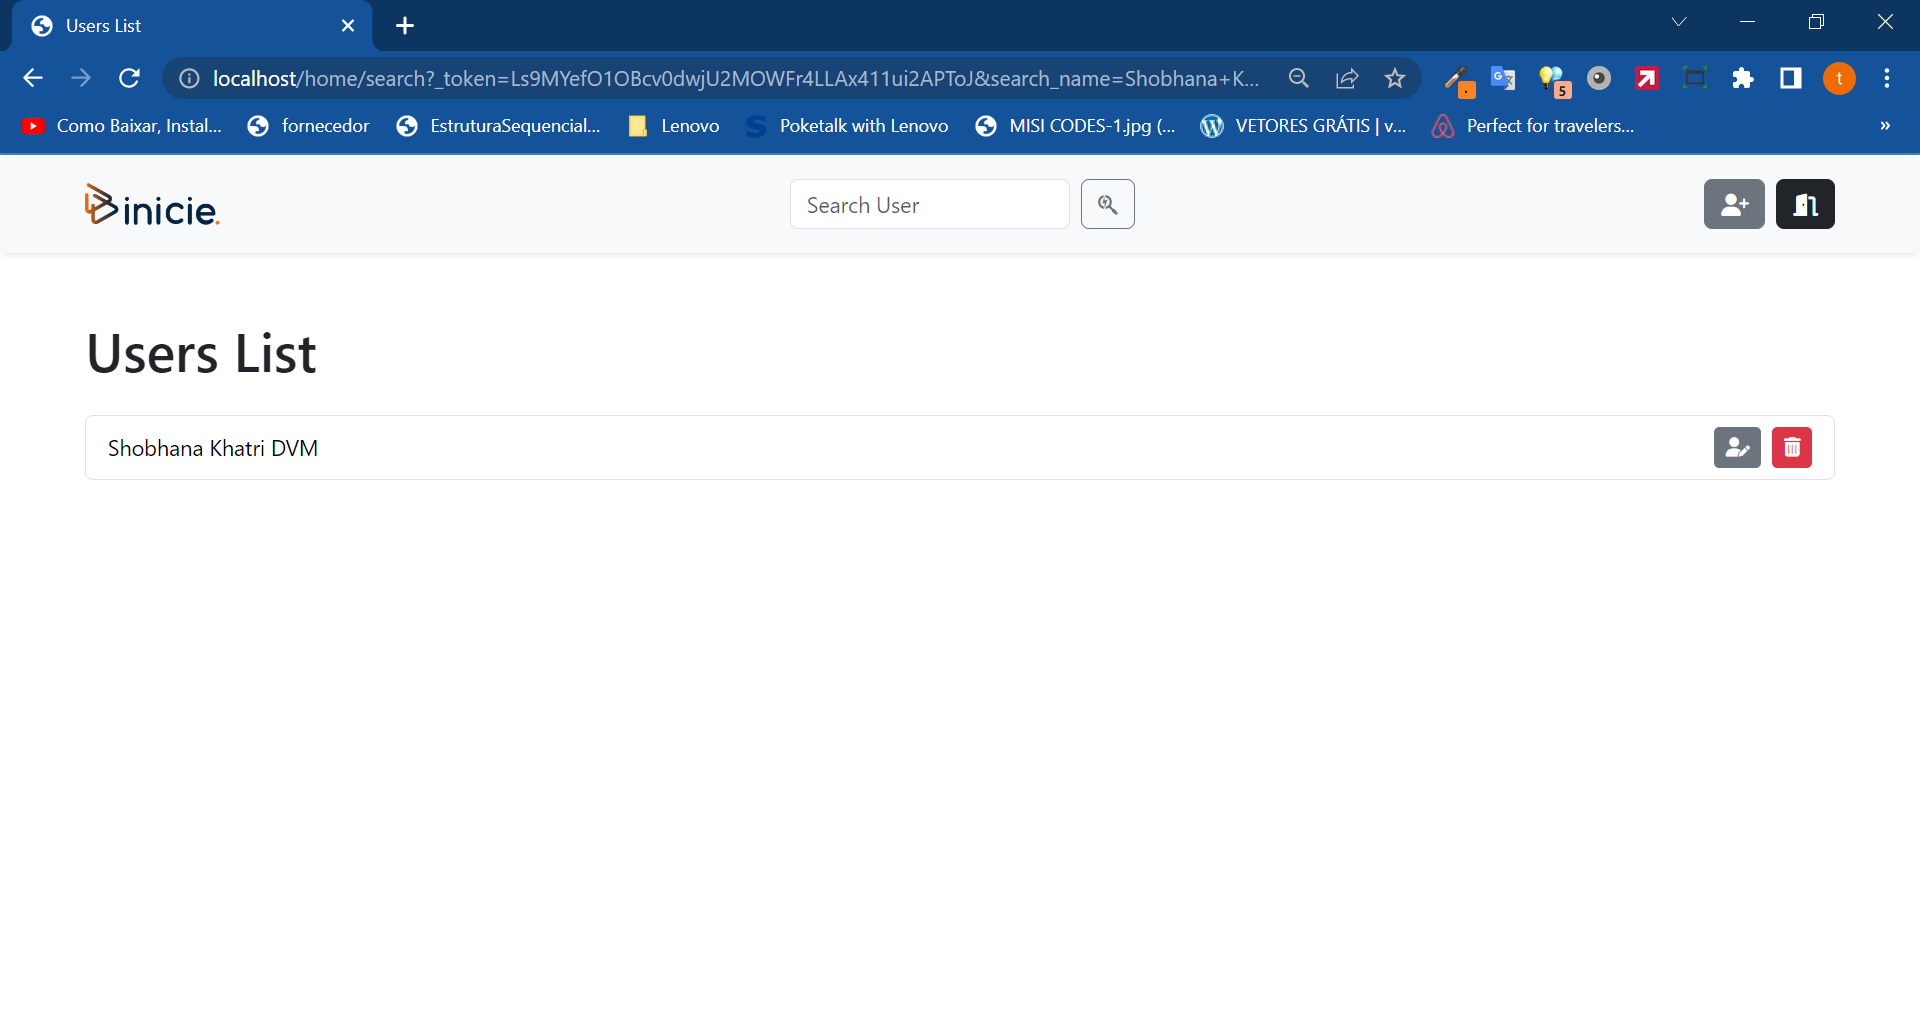 Users List
localhost/home/search?_token=Ls9MYefO1OBcv0dwjU2MOWFr4LLAx411ui2APToJ&search_name=Shobhana+K...
5
t
Como Baixar, Instal...
fornecedor
EstruturaSequencial...
Lenovo
S
Poketalk with Lenovo
MISI CODES-1.jpg (...
VETORES GRÁTIS | v...
Perfect for travelers...
»
inicie.
Search User
Users List
Shobhana Khatri DVM